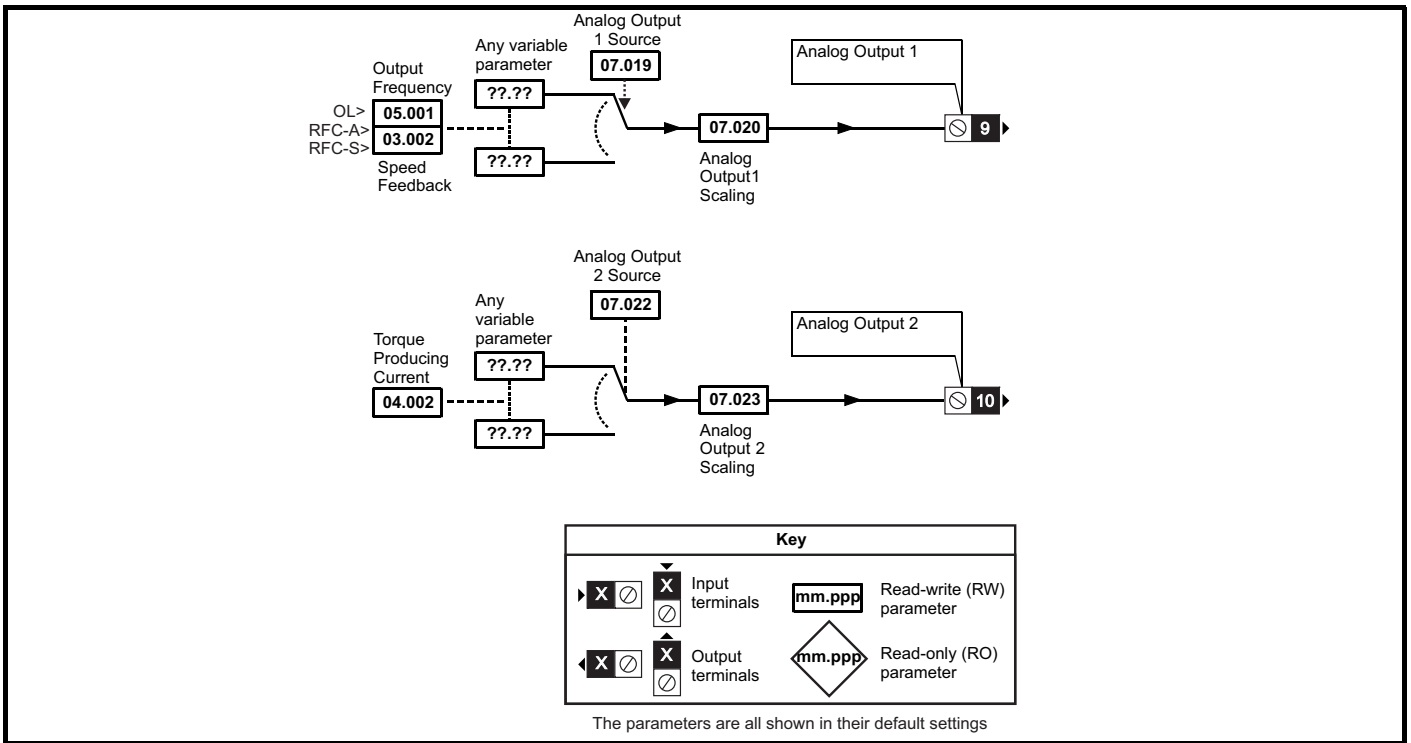 Analog Output
1 Source
07.019
Any variable
parameter
??.??
??.??
Output
Frequency
OL>
05.001
RFC-A>
RFC-S>
03.002
Speed
Feedback
07.020
Analog
Output1
Scaling
Analog Output 1
9
Analog Output
2 Source
07.022
Any
variable
parameter
??.??
??.??
Torque
Producing
Current
04.002
07.023
Analog
Output 2
Scaling
Analog Output 2
10
Key
X
X
Input
terminals
mm.ppp
Read-write (RW)
parameter
X
X
Output
terminals
mm.ppp
Read-only (RO)
parameter
The parameters are all shown in their default settings